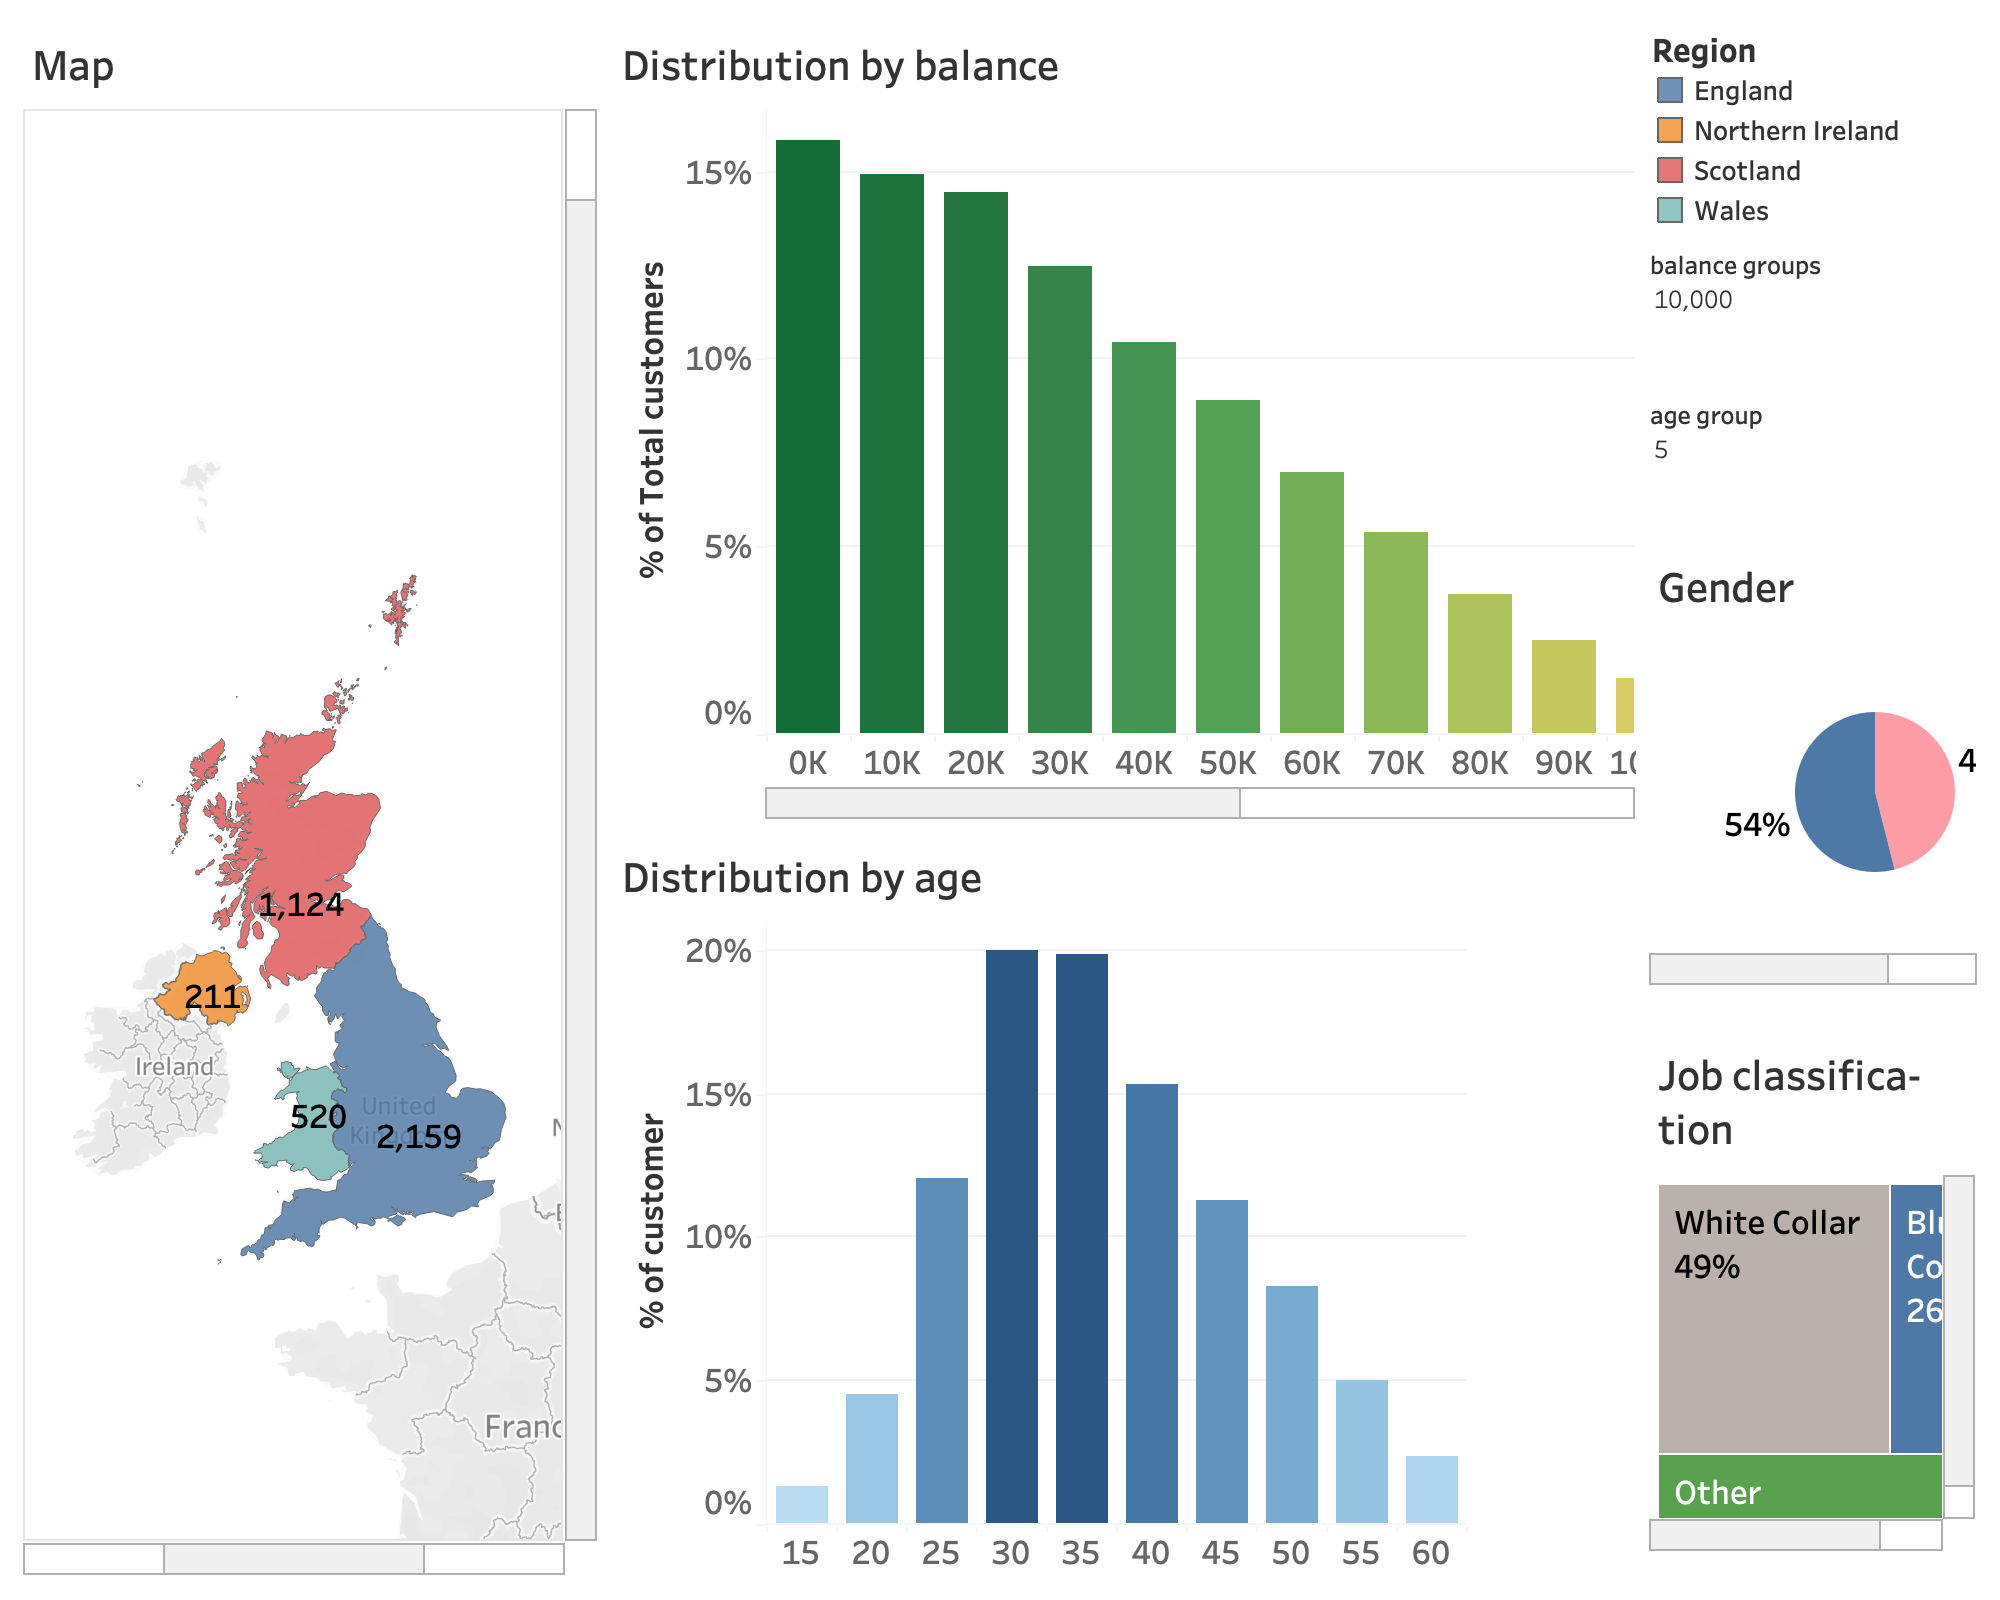 Map
1,124
211
Ireland
520
United
2,159
Distribution by balance
% of Total customers
15%
10%
5%
0%
0K 10K 20K 30K 40K 50K 60K 70K 80K 90K
Distribution by age
% of customer
20%
15%
10%
5%
0%
15 20 25 30 35 40 45 50 55 60
Region
England
Northern Ireland
Scotland
Wales
balance groups
10,000
age group
5
Gender
4
54%
Job classifica-
tion
White Collar
49%
26
Other